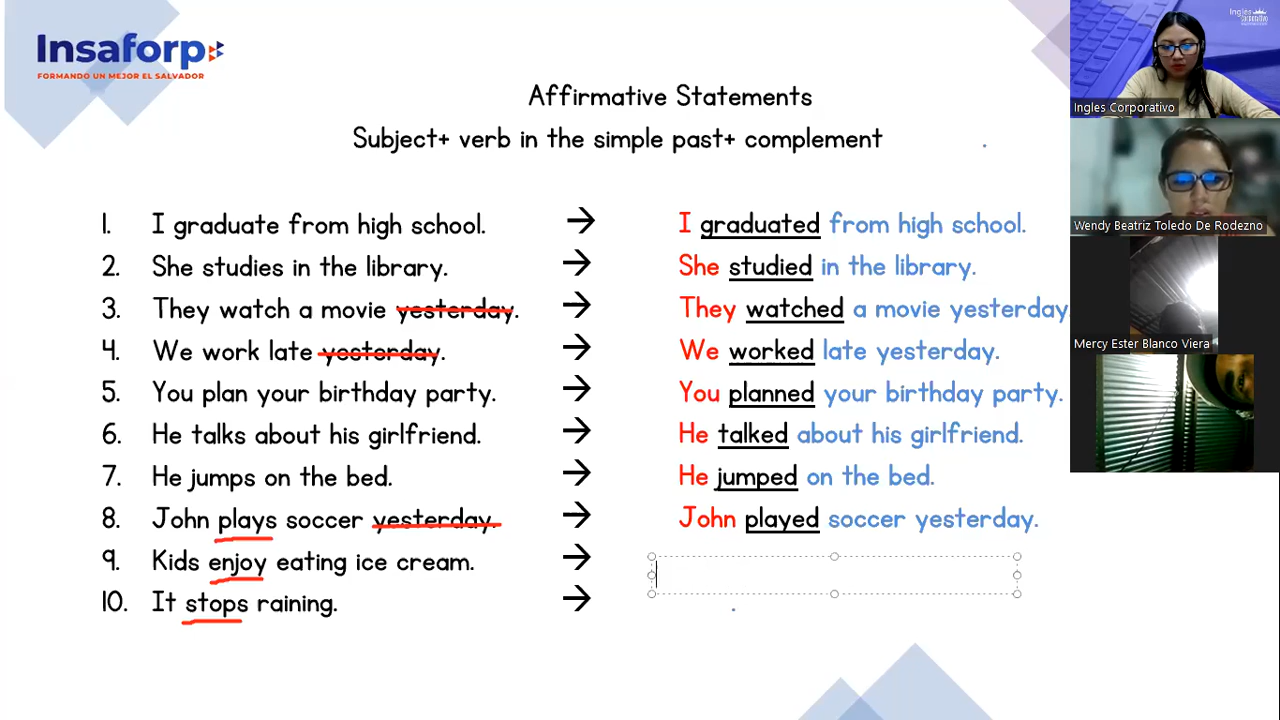 Insaforp
FORMANDO UN MEJOR EL SALVADOR
Affirmative Statements
Subject+ verb in the simple past+ complement
1. I graduate from high school. → I graduated from high school.
2. She studies in the library. → She studied in the library.
3. They watch a movie yesterday. → They watched a movie yesterday.
4. We work late yesterday. → We worked late yesterday.
5. You plan your birthday party. → You planned your birthday party.
6. He talks about his girlfriend. → He talked about his girlfriend.
7. He jumps on the bed. → He jumped on the bed.
8. John plays soccer yesterday. → John played soccer yesterday.
9. Kids enjoy eating ice cream. →
10. It stops raining. →
Ingles
Corporativo
Ingles Corporativo
Wendy Beatriz Toledo De Rodezno
Mercy Ester Blanco Viera